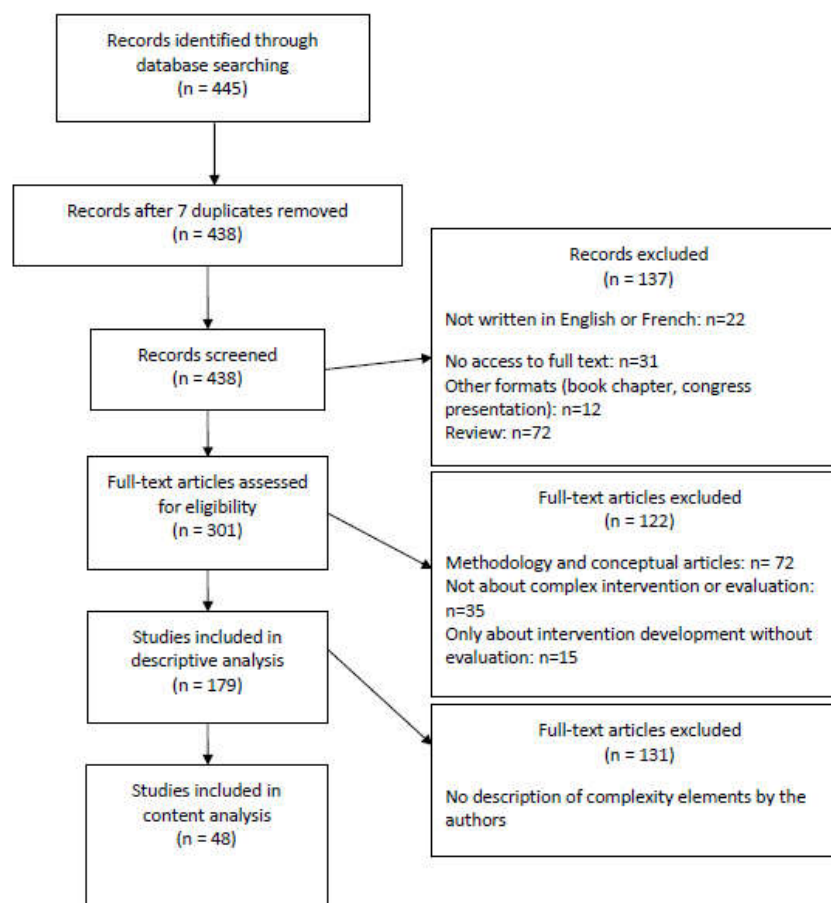 Records identified through
database searching
(n = 445)
Records after 7 duplicates removed
(n = 438)
Records excluded
(n = 137)
Not written in English or French: n=22
No access to full text: n=31
Other formats (book chapter, congress
presentation): n=12
Review: n=72
Records screened
(n = 438)
Full-text articles assessed
for eligibility
(n = 301)
Full-text articles excluded
(n = 122)
Methodology and conceptual articles: n= 72
Not about complex intervention or evaluation:
n=35
Only about intervention development without
evaluation: n=15
Studies included in
descriptive analysis
(n = 179)
Full-text articles excluded
(n = 131)
No description of complexity elements by the
authors
Studies included in
content analysis
(n = 48)